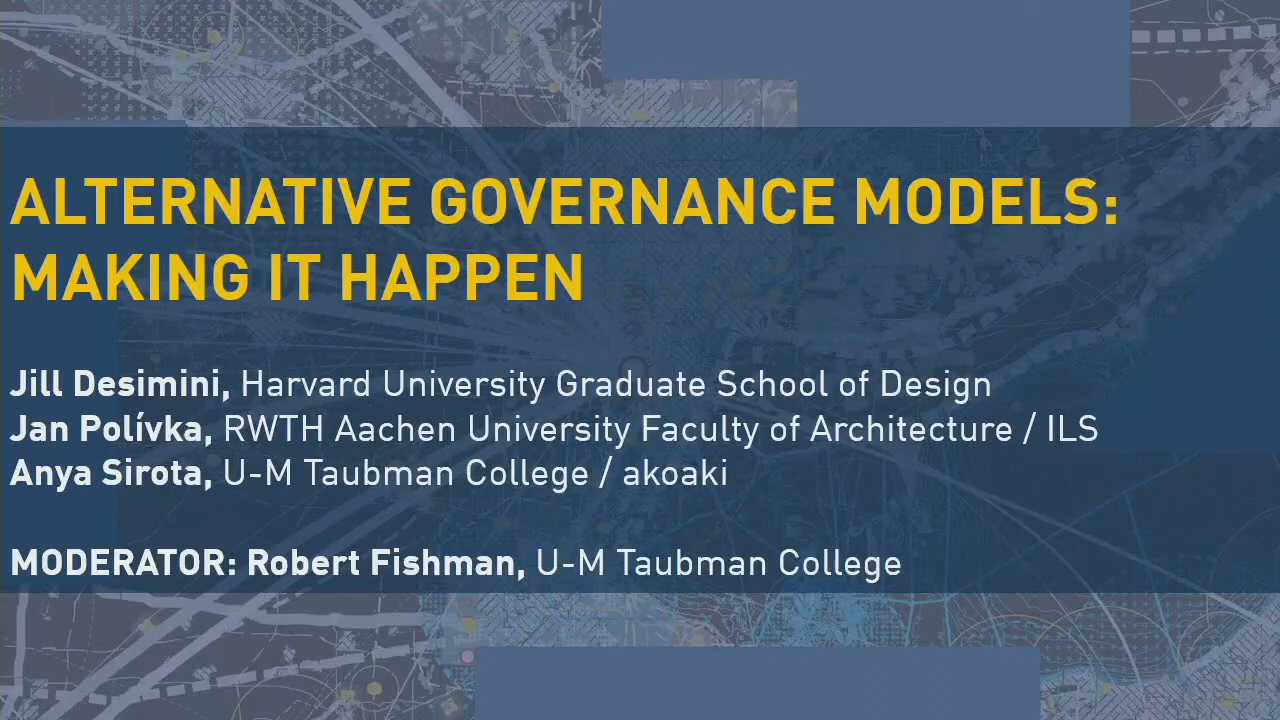 ALTERNATIVE GOVERNANCE MODELS:
MAKING IT HAPPEN
Jill Desimini, Harvard University Graduate School of Design
Jan Polívka, RWTH Aachen University Faculty of Architecture / ILS
Anya Sirota, U-M Taubman College / akoaki
MODERATOR: Robert Fishman, U-M Taubman College